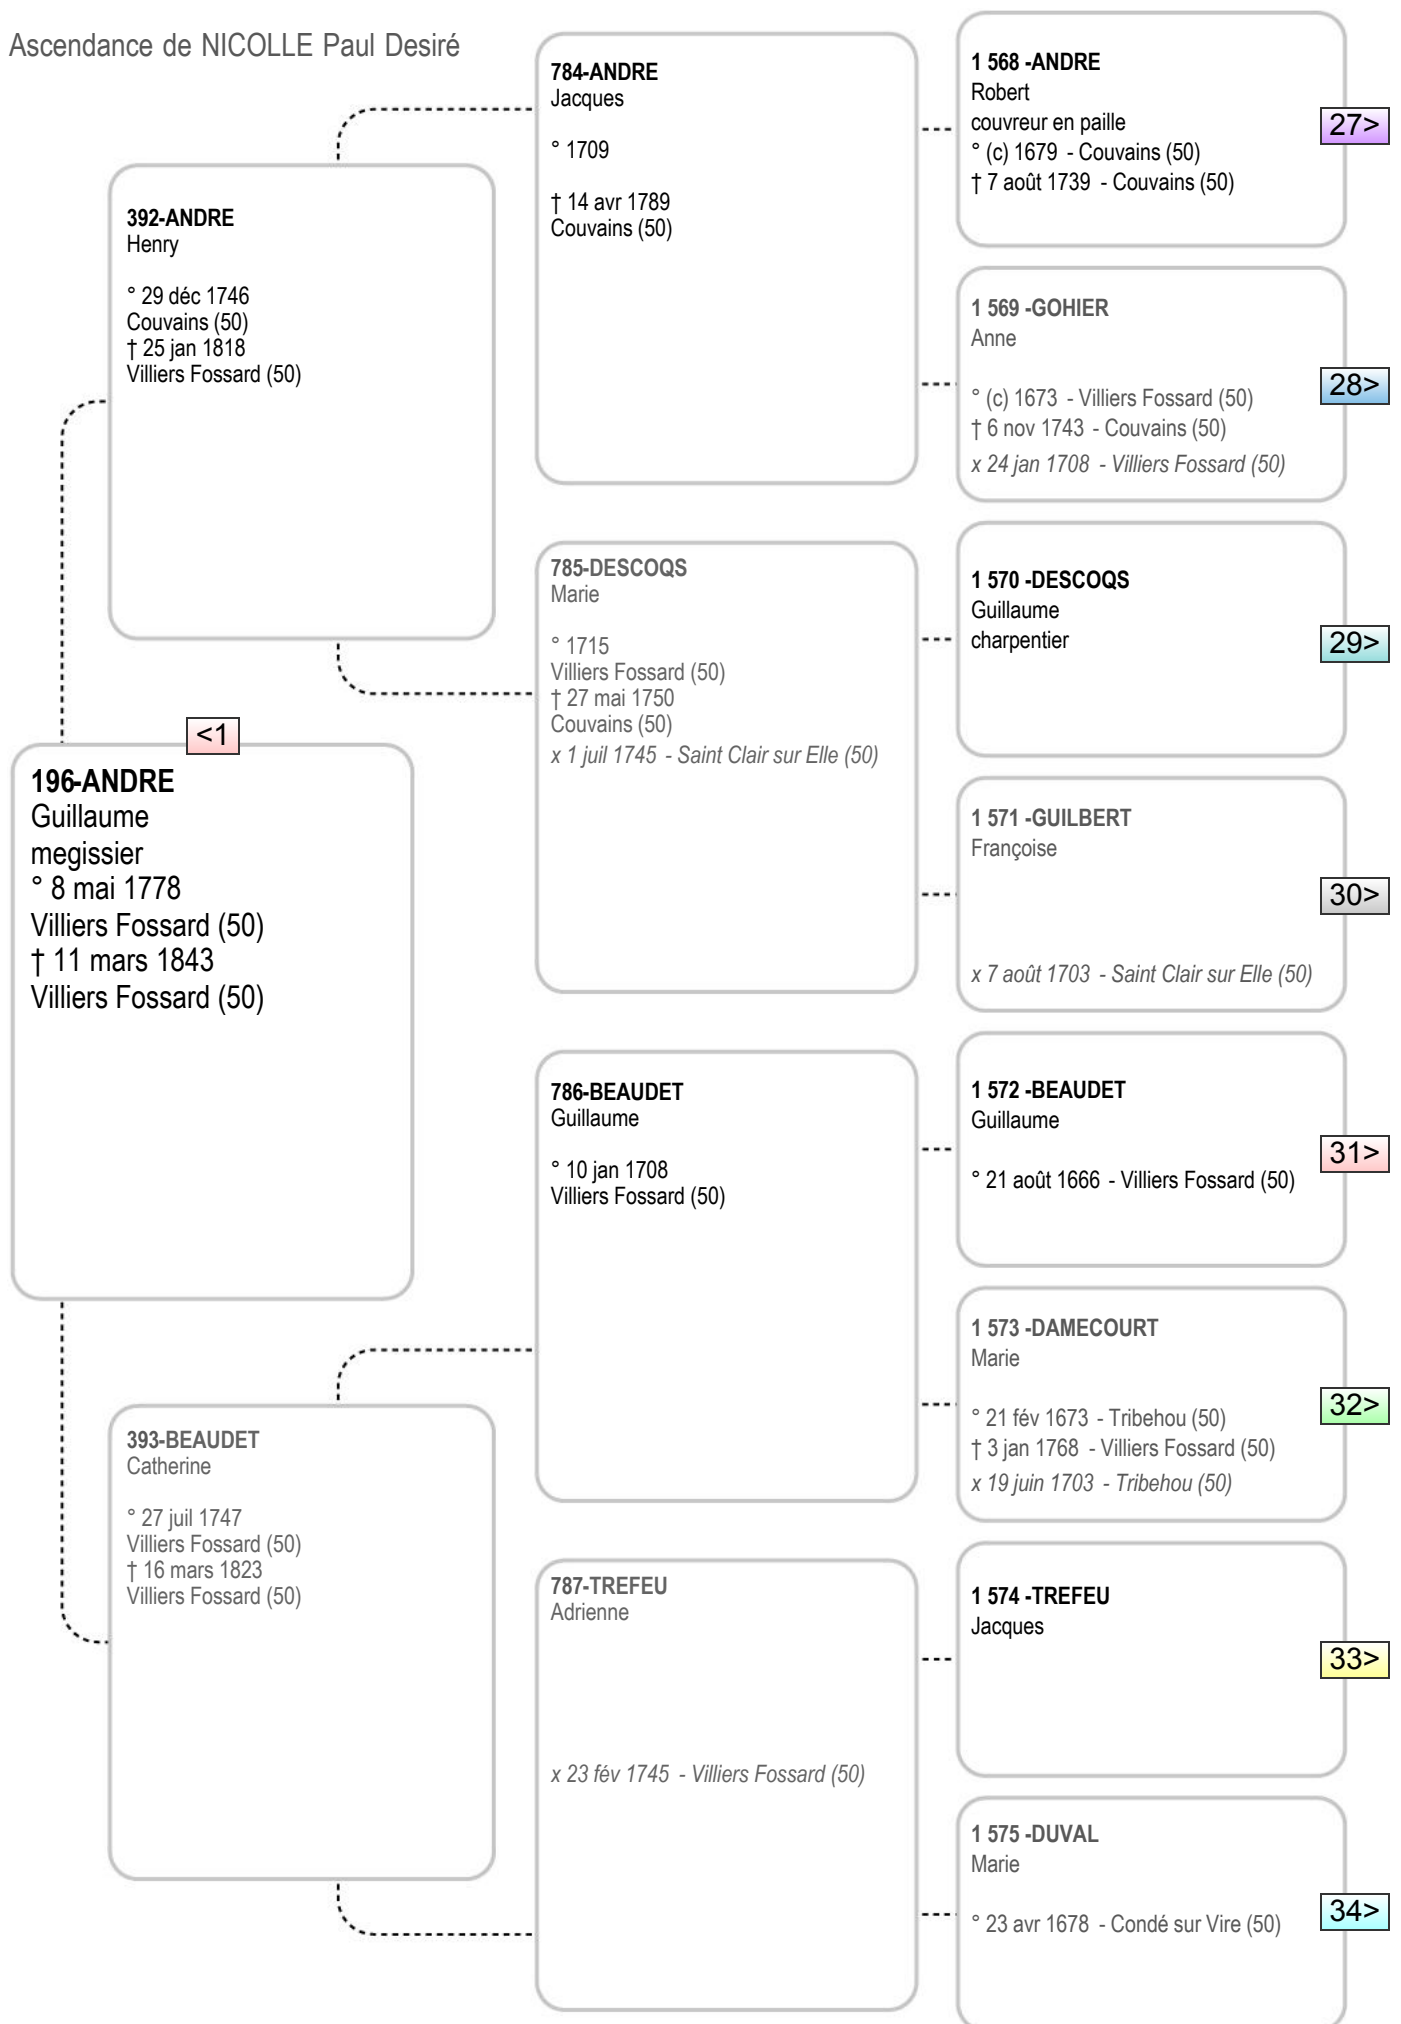 Ascendance de NICOLLE Paul Desiré
<1
196-ANDRE
Guillaume
megissier
° 8 mai 1778
Villiers Fossard (50)
† 11 mars 1843
Villiers Fossard (50)
392-ANDRE
Henry
° 29 déc 1746
Couvains (50)
† 25 jan 1818
Villiers Fossard (50)
393-BEAUDET
Catherine
° 27 juil 1747
Villiers Fossard (50)
† 16 mars 1823
Villiers Fossard (50)
784-ANDRE
Jacques
° 1709
† 14 avr 1789
Couvains (50)
785-DESCOQS
Marie
° 1715
Villiers Fossard (50)
† 27 mai 1750
Couvains (50)
x 1 juil 1745 - Saint Clair sur Elle (50)
786-BEAUDET
Guillaume
° 10 jan 1708
Villiers Fossard (50)
787-TREFEU
Adrienne
x 23 fév 1745 - Villiers Fossard (50)
1 568 -ANDRE
Robert
couvreur en paille
° (c) 1679 - Couvains (50)
† 7 août 1739 - Couvains (50)
27>
1 569 -GOHIER
Anne
° (c) 1673 - Villiers Fossard (50)
† 6 nov 1743 - Couvains (50)
x 24 jan 1708 - Villiers Fossard (50)
28>
1 570 -DESCOQS
Guillaume
charpentier
29>
1 571 -GUILBERT
Françoise
x 7 août 1703 - Saint Clair sur Elle (50)
30>
1 572 -BEAUDET
Guillaume
° 21 août 1666 - Villiers Fossard (50)
31>
1 573 -DAMECOURT
Marie
° 21 fév 1673 - Tribehou (50)
† 3 jan 1768 - Villiers Fossard (50)
x 19 juin 1703 - Tribehou (50)
32>
1 574 -TREFEU
Jacques
33>
1 575 -DUVAL
Marie
° 23 avr 1678 - Condé sur Vire (50)
34>